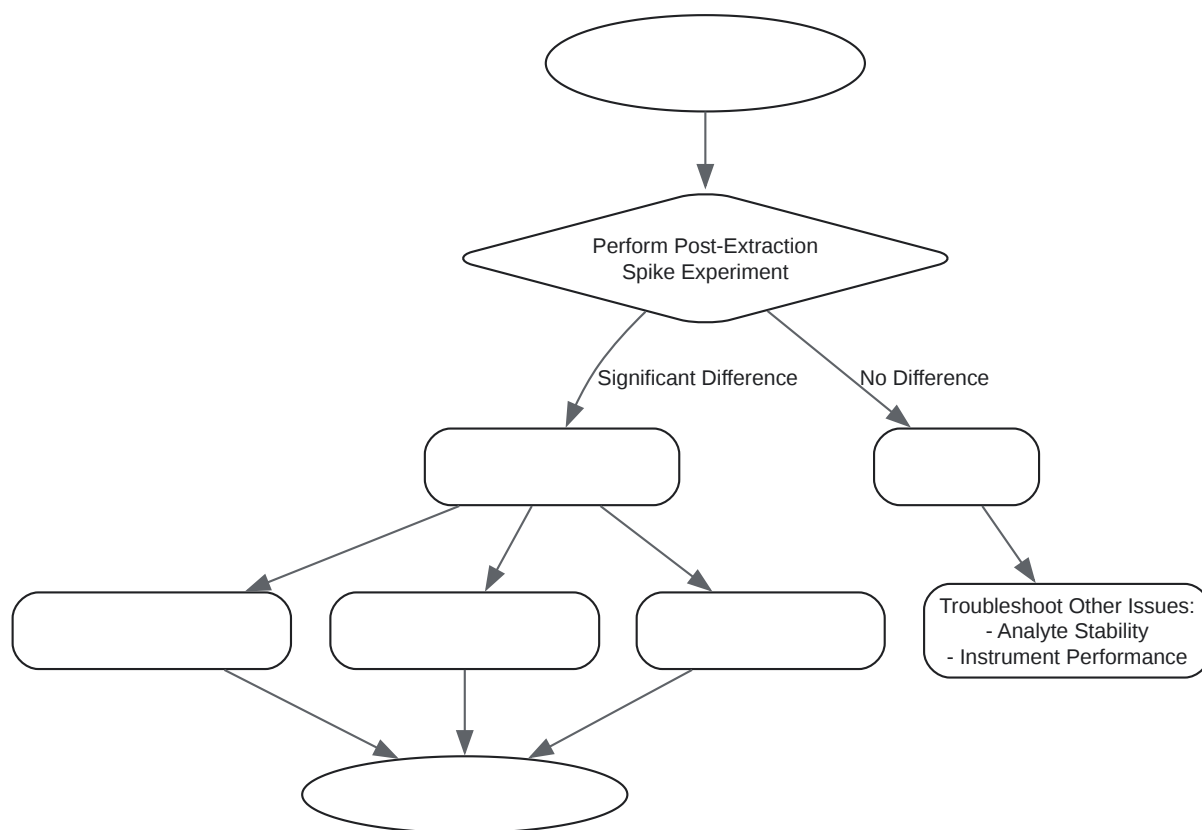 Perform Post-Extraction
Spike Experiment
Significant Difference
No Difference
Troubleshoot Other Issues:
- Analyte Stability
- Instrument Performance